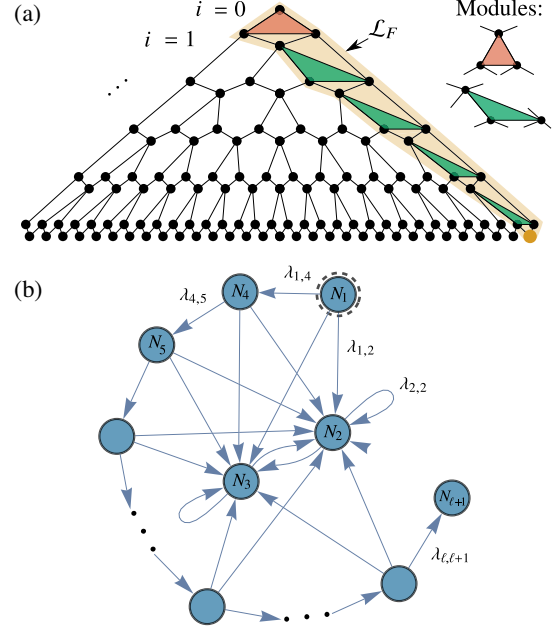 (a)
i = 0
i = 1
ℒ_F
Modules:
. . .
(b)
λ_{1,4}
N_4
N_1
λ_{4,5}
N_5
λ_{1,2}
λ_{2,2}
N_2
N_3
N_{ℓ+1}
λ_{ℓ,ℓ+1}
. . .
. . .